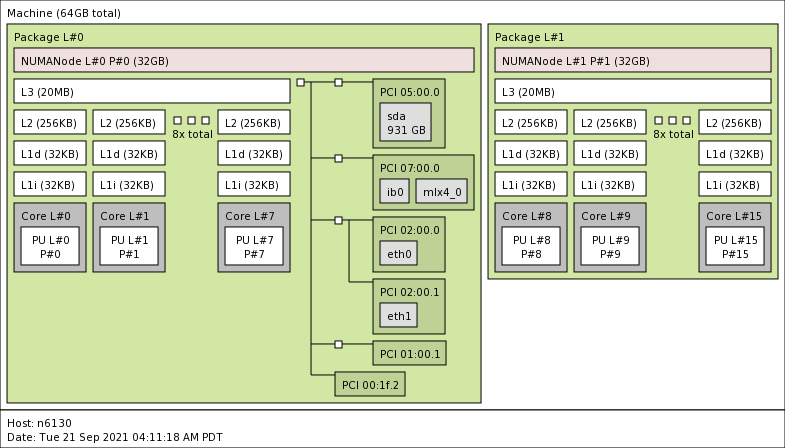 Machine (64GB total)
Package L#0
NUMANode L#0 P#0 (32GB)
L3 (20MB)
L2 (256KB) L2 (256KB) 8x total L2 (256KB)
L1d (32KB) L1d (32KB) L1d (32KB)
L1i (32KB) L1i (32KB) L1i (32KB)
Core L#0 Core L#1 Core L#7
PU L#0 PU L#1 PU L#7
P#0 P#1 P#7
PCI 05:00.0
sda
931 GB
PCI 07:00.0
ib0 mlx4_0
PCI 02:00.0
eth0
PCI 02:00.1
eth1
PCI 01:00.1
PCI 00:1f.2
Package L#1
NUMANode L#1 P#1 (32GB)
L3 (20MB)
L2 (256KB) L2 (256KB) 8x total L2 (256KB)
L1d (32KB) L1d (32KB) L1d (32KB)
L1i (32KB) L1i (32KB) L1i (32KB)
Core L#8 Core L#9 Core L#15
PU L#8 PU L#9 PU L#15
P#8 P#9 P#15
Host: n6130
Date: Tue 21 Sep 2021 04:11:18 AM PDT